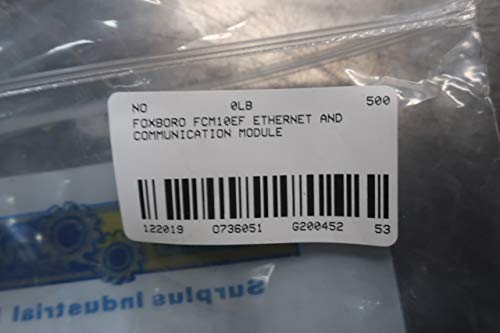 NO 0LB 500
FOXBORO FCM10EF ETHERNET AND
COMMUNICATION MODULE
122019 0736051 G200452 53
Surplus Industrial